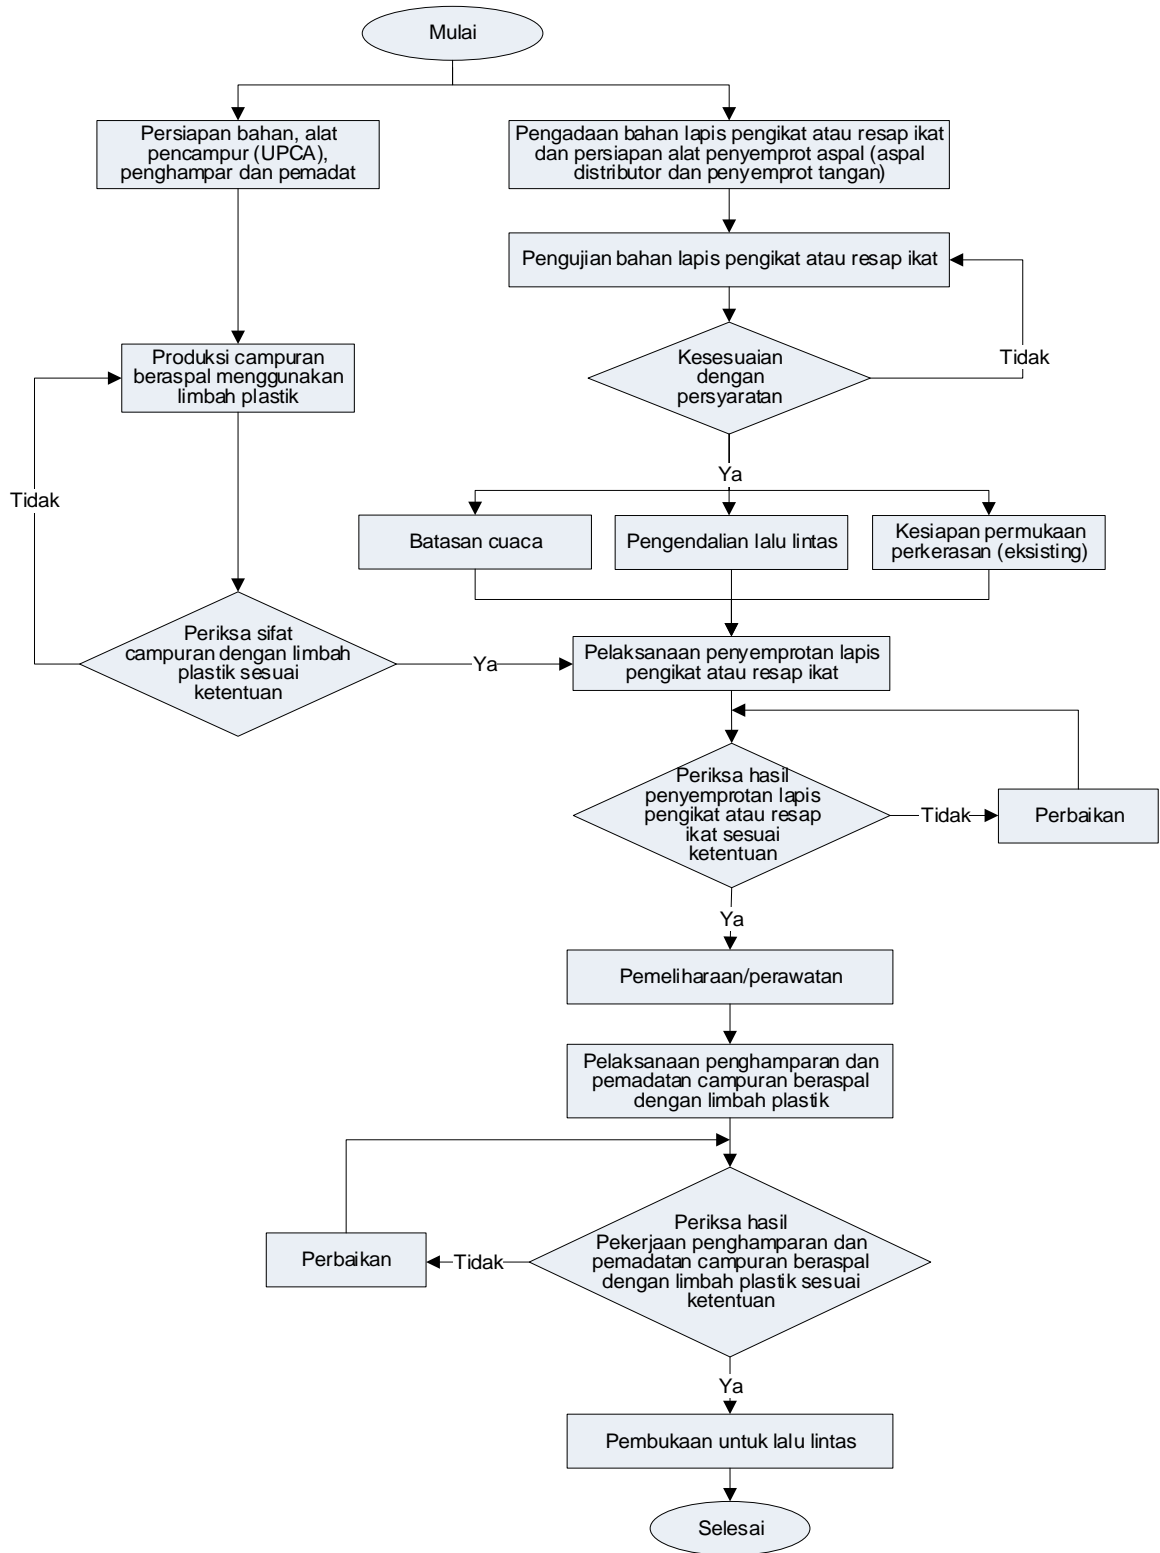 Mulai
Persiapan bahan, alat
pencampur (UPCA),
penghampar dan pemadat
Pengadaan bahan lapis pengikat atau resap ikat
dan persiapan alat penyemprot aspal (aspal
distributor dan penyemprot tangan)
Pengujian bahan lapis pengikat atau resap ikat
Kesesuaian
dengan
persyaratan
Tidak
Produksi campuran
beraspal menggunakan
limbah plastik
Tidak
Ya
Batasan cuaca
Pengendalian lalu lintas
Kesiapan permukaan
perkerasan (eksisting)
Periksa sifat
campuran dengan limbah
plastik sesuai
ketentuan
Ya
Pelaksanaan penyemprotan lapis
pengikat atau resap ikat
Periksa hasil
penyemprotan lapis
pengikat atau resap
ikat sesuai
ketentuan
Tidak
Perbaikan
Ya
Pemeliharaan/perawatan
Pelaksanaan penghamparan dan
pemadatan campuran beraspal
dengan limbah plastik
Periksa hasil
Pekerjaan penghamparan dan
pemadatan campuran beraspal
dengan limbah plastik sesuai
ketentuan
Tidak
Perbaikan
Ya
Pembukaan untuk lalu lintas
Selesai